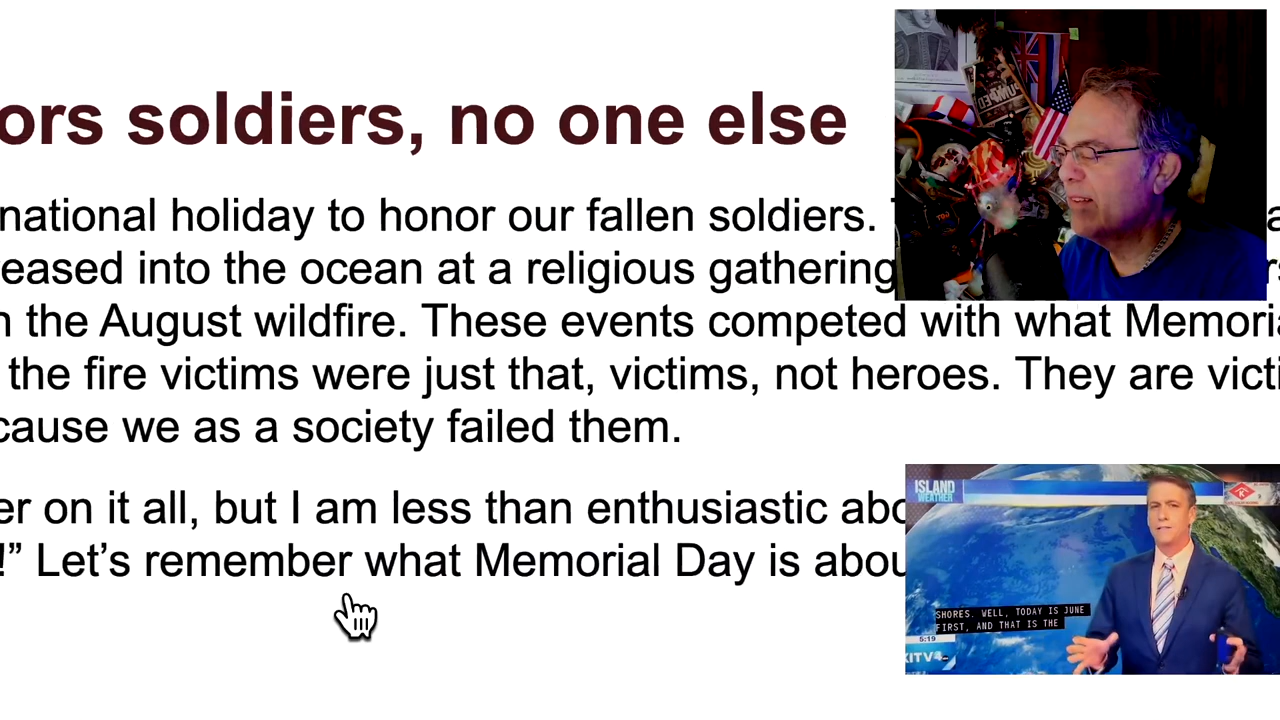 ors soldiers, no one else
national holiday to honor our fallen soldiers.
eased into the ocean at a religious gathering
the August wildfire. These events competed with what Memoria
the fire victims were just that, victims, not heroes. They are victi
cause we as a society failed them.
er on it all, but I am less than enthusiastic abo
!” Let’s remember what Memorial Day is abou
ISLAND
WEATHER
SHORES. WELL, TODAY IS JUNE
FIRST, AND THAT IS THE
5:19
KITV4